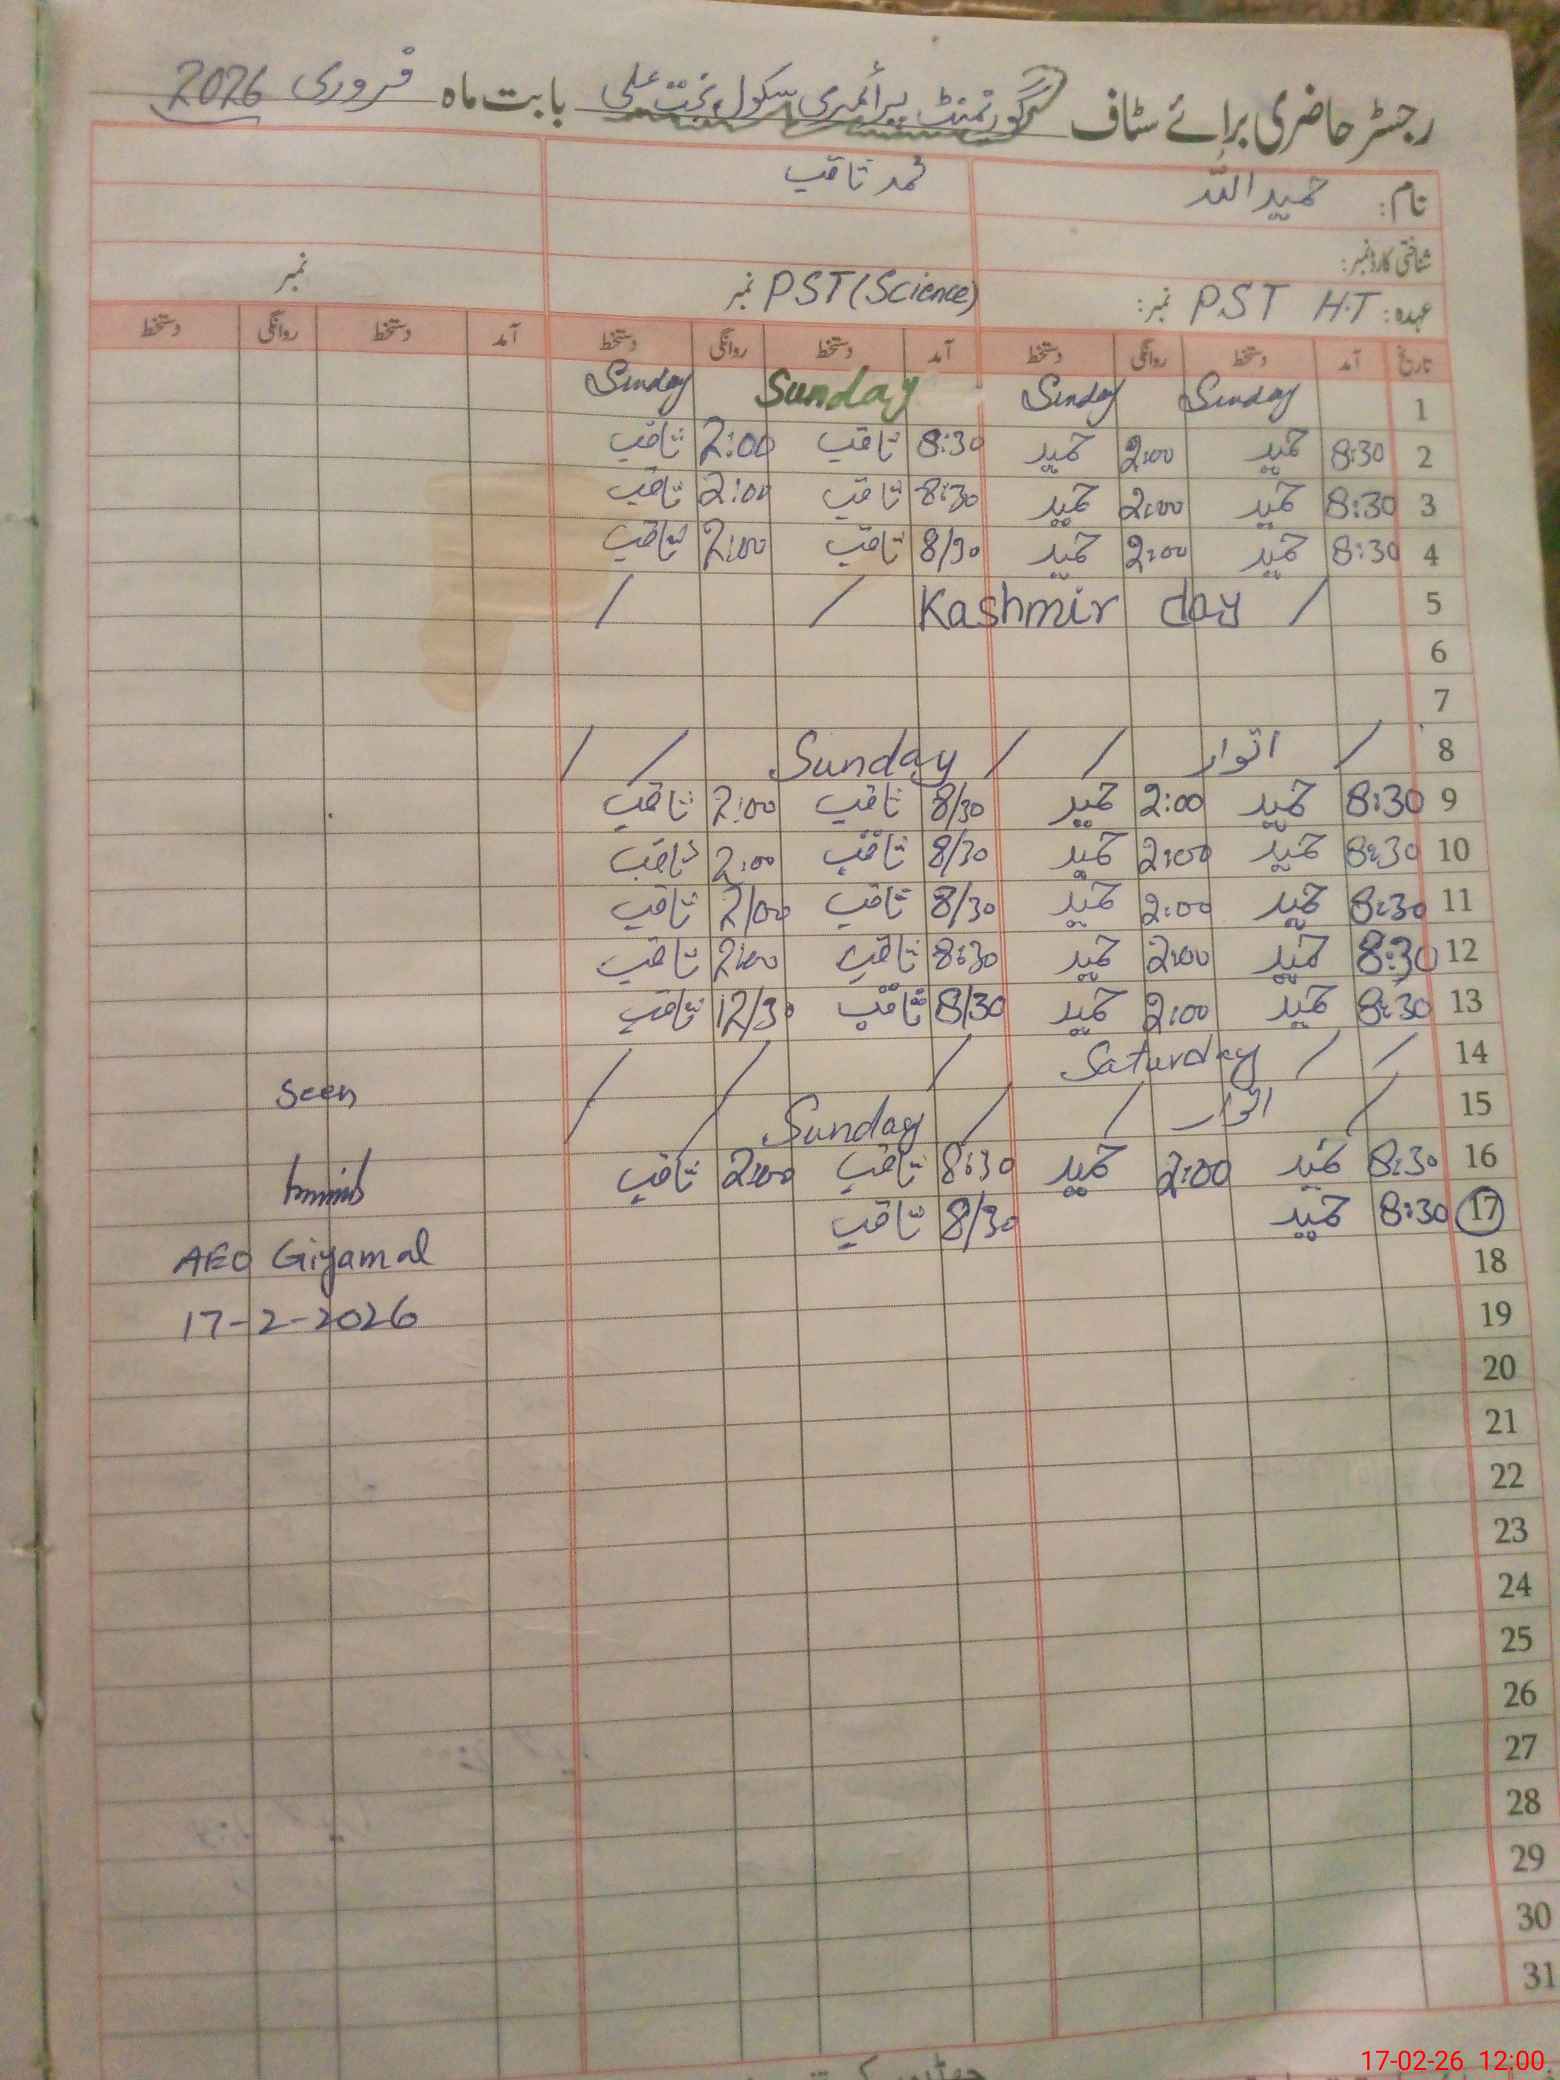 رجسٹر حاضری برائے سٹاف گورنمنٹ پرائمری سکول بخت علی بابت ماہ فروری 2026
نام: حمیداللہ محمد ثاقب
شناختی کارڈ نمبر:
عہدہ: PST H.T نمبر: PST (Science) نمبر نمبر
تاریخ آمد دستخط روانگی دستخط آمد دستخط روانگی دستخط آمد دستخط روانگی دستخط
1 Sunday Sunday Sunday Sunday
2 8:30 حمید 2:00 حمید 8:30 ثاقب 2:00 ثاقب
3 8:30 حمید 2:00 حمید 8:30 ثاقب 2:00 ثاقب
4 8:30 حمید 2:00 حمید 8/30 ثاقب 2:00 ثاقب
5 / Kashmir day / /
6
7
8 / اتوار / / Sunday / /
9 8:30 حمید 2:00 حمید 8/30 ثاقب 2:00 ثاقب
10 8:30 حمید 2:00 حمید 8/30 ثاقب 2:00 ثاقب
11 8:30 حمید 2:00 حمید 8/30 ثاقب 2/00 ثاقب
12 8:30 حمید 2:00 حمید 8:30 ثاقب 2:00 ثاقب
13 8:30 حمید 2:00 حمید 8/30 ثاقب 12/30 ثاقب
14 / / Saturday / / /
15 / اتوار / / Sunday
16 8:30 حمید 2:00 حمید 8:30 ثاقب 2:00 ثاقب
17 8:30 حمید 8/30 ثاقب
18
19
20
21
22
23
24
25
26
27
28
29
30
31
Seen
AEO Giyamal
17-2-2026
17-02-26 12:00